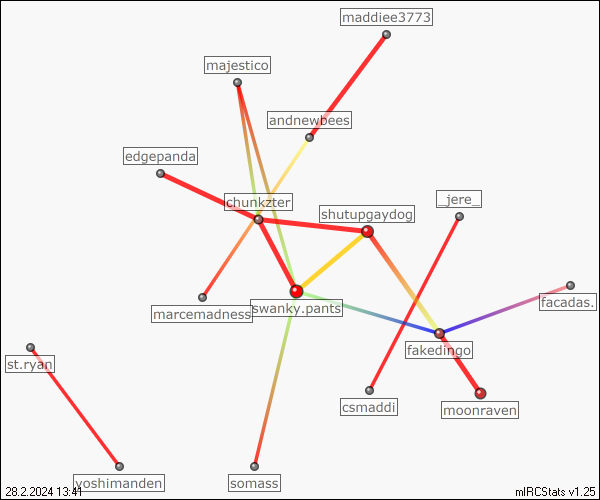 maddiee3773
majestico
andnewbees
edgepanda
chunkzter
_jere_
shutupgaydog
marcemadness
swanky.pants
facadas.
fakedingo
st.ryan
csmaddi
moonraven
yoshimanden
somass
28.2.2024 13:41
mIRCStats v1.25